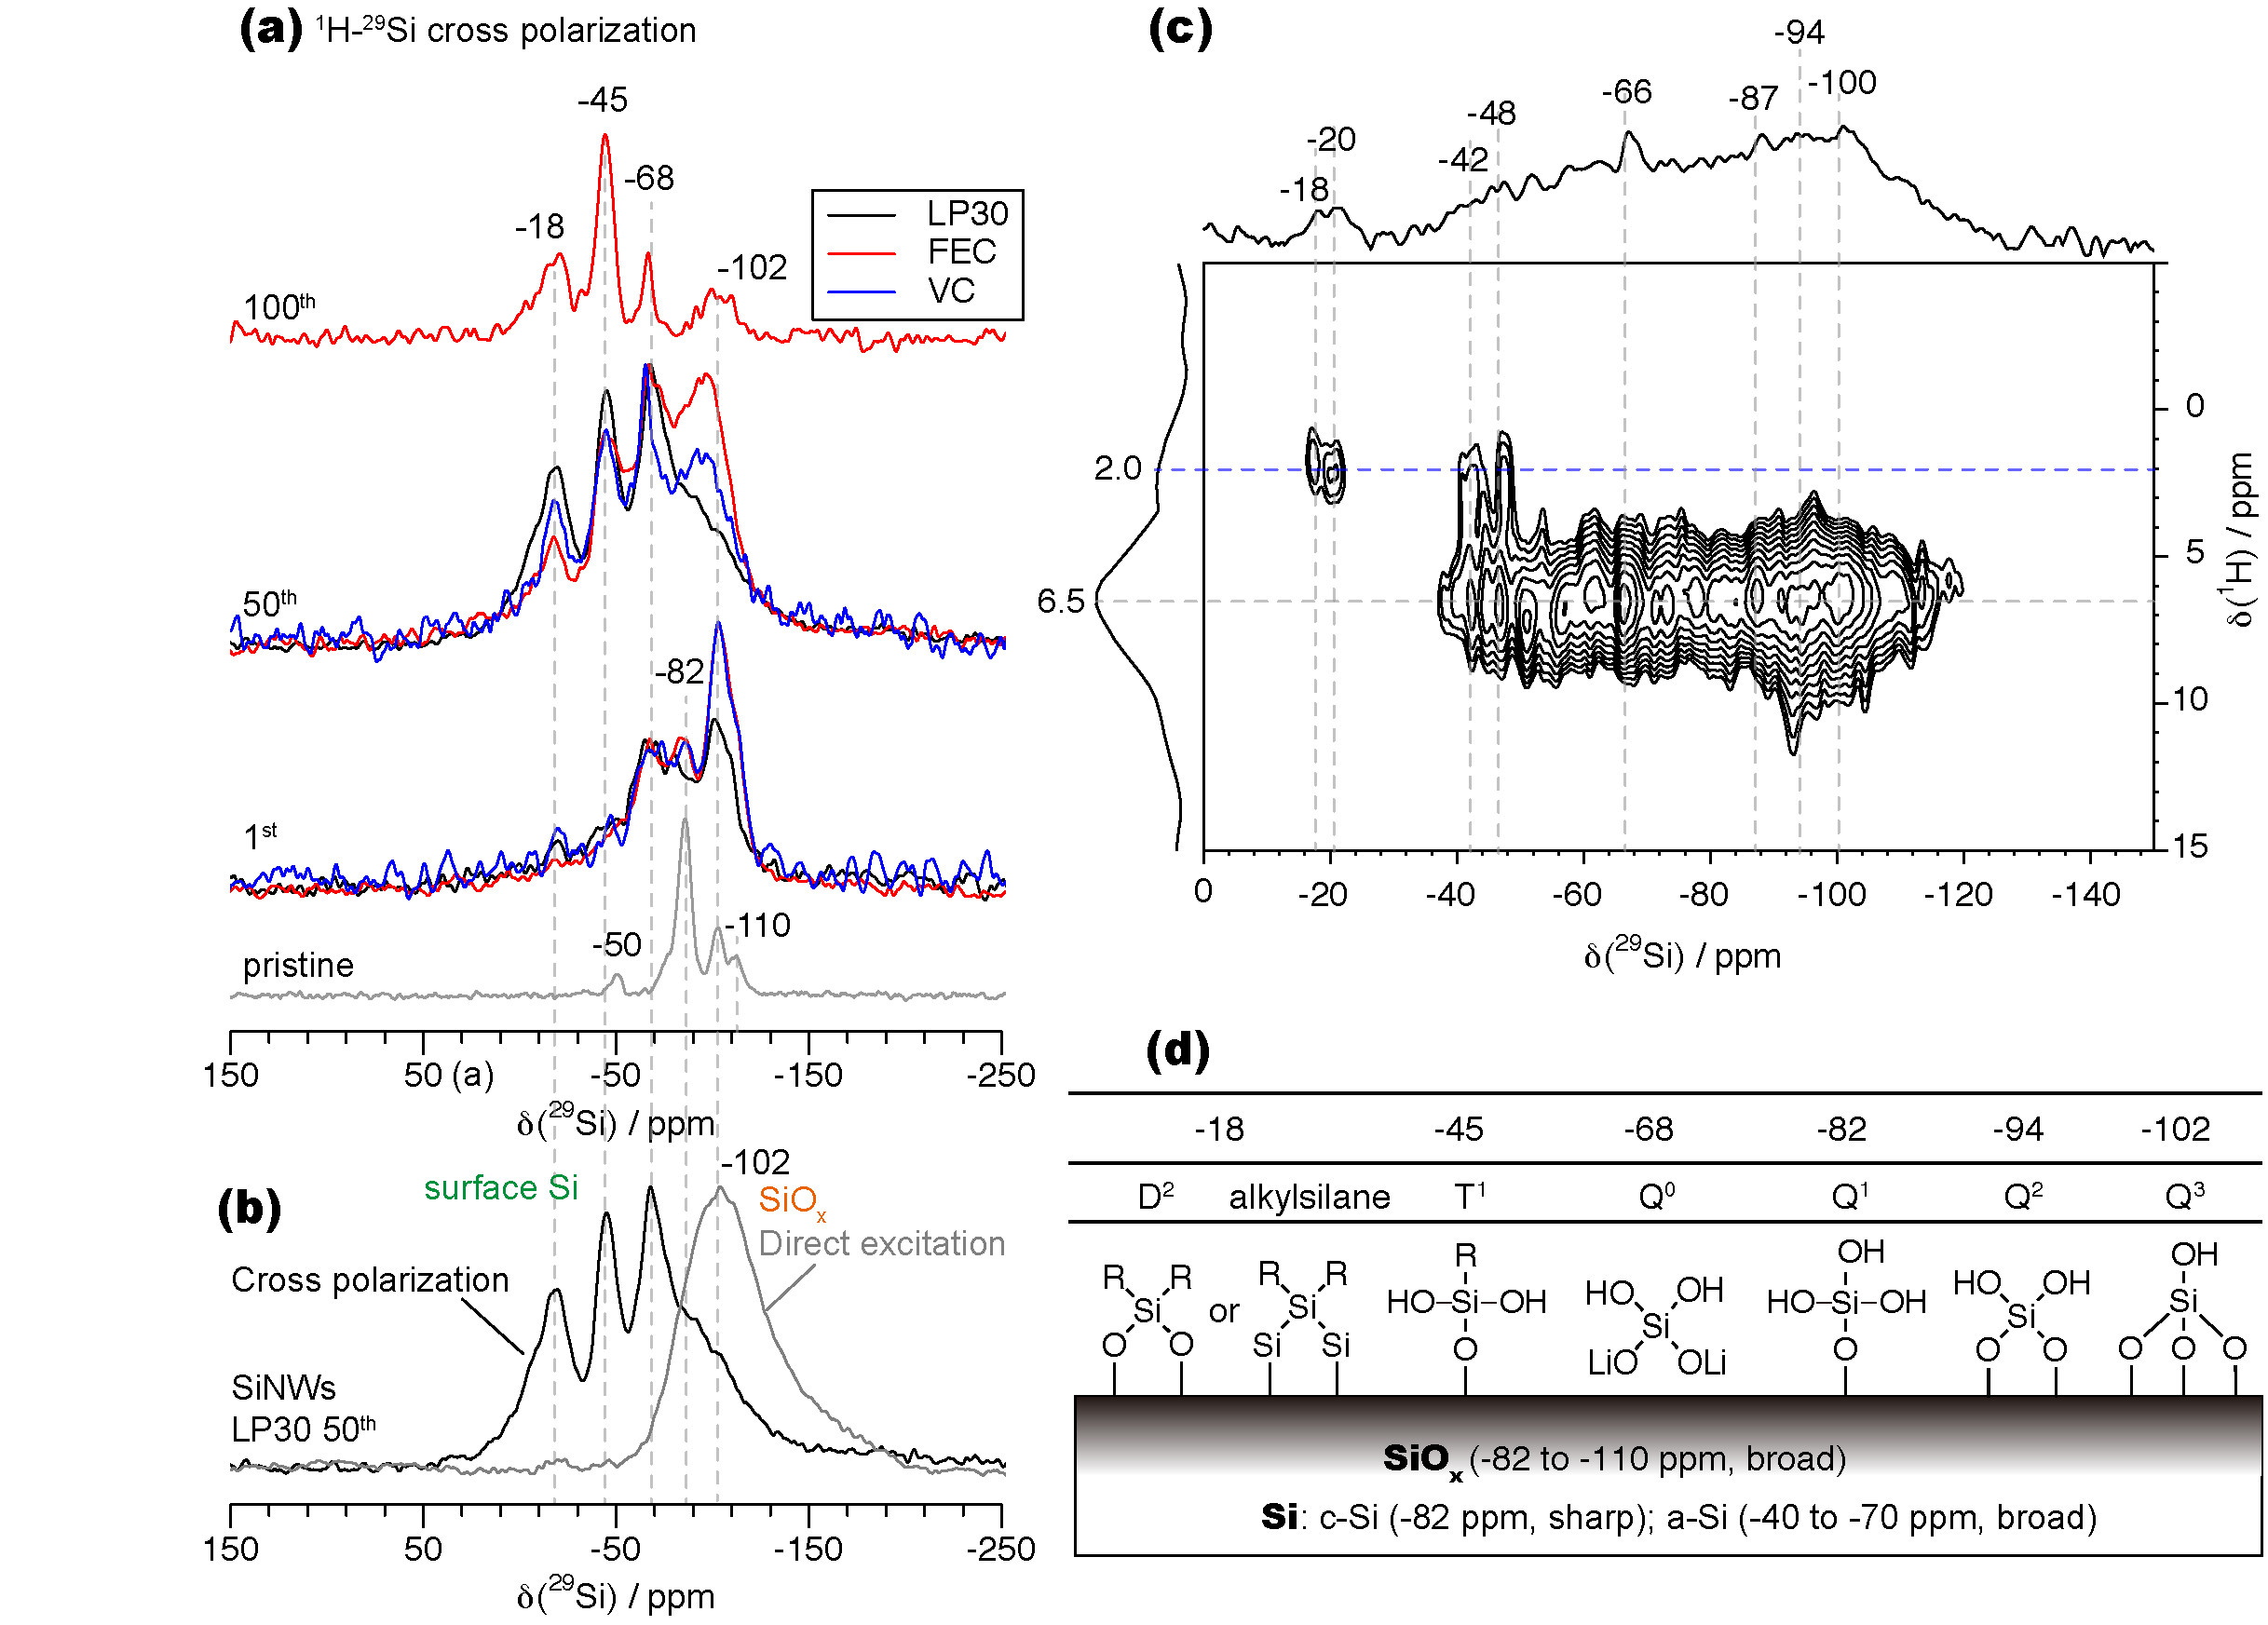 (a) ¹H-²⁹Si cross polarization
-45
-68
-18
-102
LP30
FEC
VC
100ᵗʰ
50ᵗʰ
-82
1ˢᵗ
-110
-50
pristine
150 50 (a) -50 -150 -250
δ(²⁹Si) / ppm
(b)
surface Si
-102
SiOₓ
Direct excitation
Cross polarization
SiNWs
LP30 50ᵗʰ
150 50 -50 -150 -250
δ(²⁹Si) / ppm
(c)
-94
-100
-87
-66
-48
-20
-42
-18
0
2.0
5
6.5
10
15
δ(¹H) / ppm
0 -20 -40 -60 -80 -100 -120 -140
δ(²⁹Si) / ppm
(d)
-18 -45 -68 -82 -94 -102
D² alkylsilane T¹ Q⁰ Q¹ Q² Q³
R R R R R OH OH
HO OH HO OH
Si or Si HO-Si-OH Si HO-Si-OH Si Si
O O Si Si O LiO OLi O O O O O O
SiOₓ (-82 to -110 ppm, broad)
Si: c-Si (-82 ppm, sharp); a-Si (-40 to -70 ppm, broad)